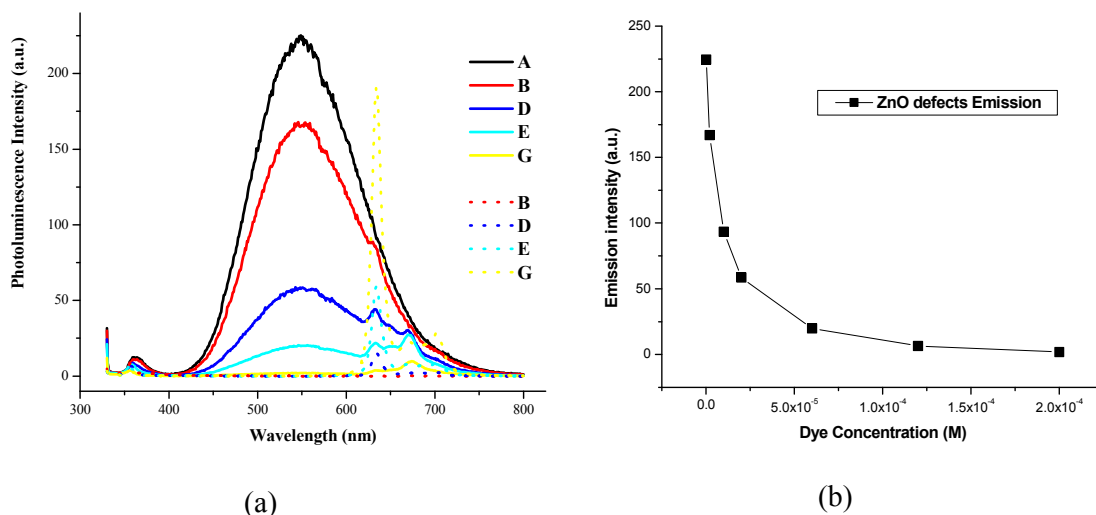 Photoluminescence Intensity (a.u.)
200
150
100
50
0
300
400
500
600
700
800
Wavelength (nm)
A
B
D
E
G
B
D
E
G
(a)
Emission intensity (a.u.)
250
200
150
100
50
0
0.0
5.0x10⁻⁵
1.0x10⁻⁴
1.5x10⁻⁴
2.0x10⁻⁴
Dye Concentration (M)
ZnO defects Emission
(b)